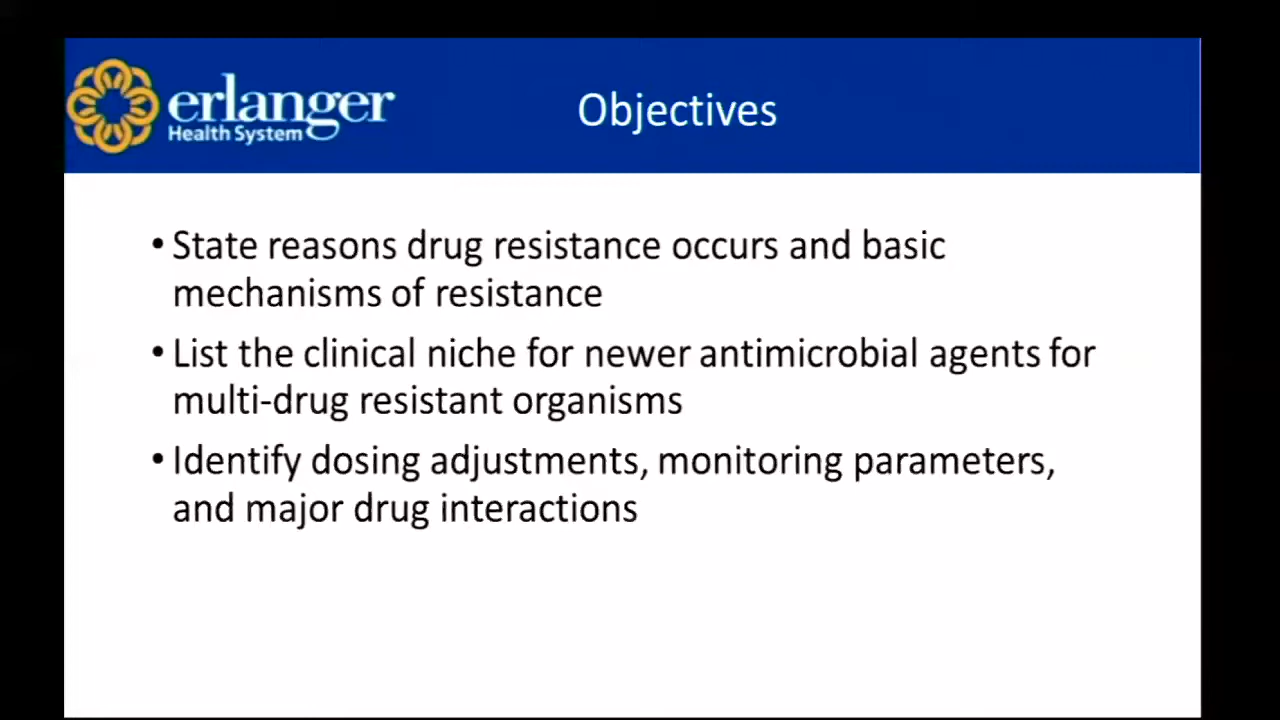 erlanger
Health System
Objectives
• State reasons drug resistance occurs and basic
mechanisms of resistance
• List the clinical niche for newer antimicrobial agents for
multi-drug resistant organisms
• Identify dosing adjustments, monitoring parameters,
and major drug interactions